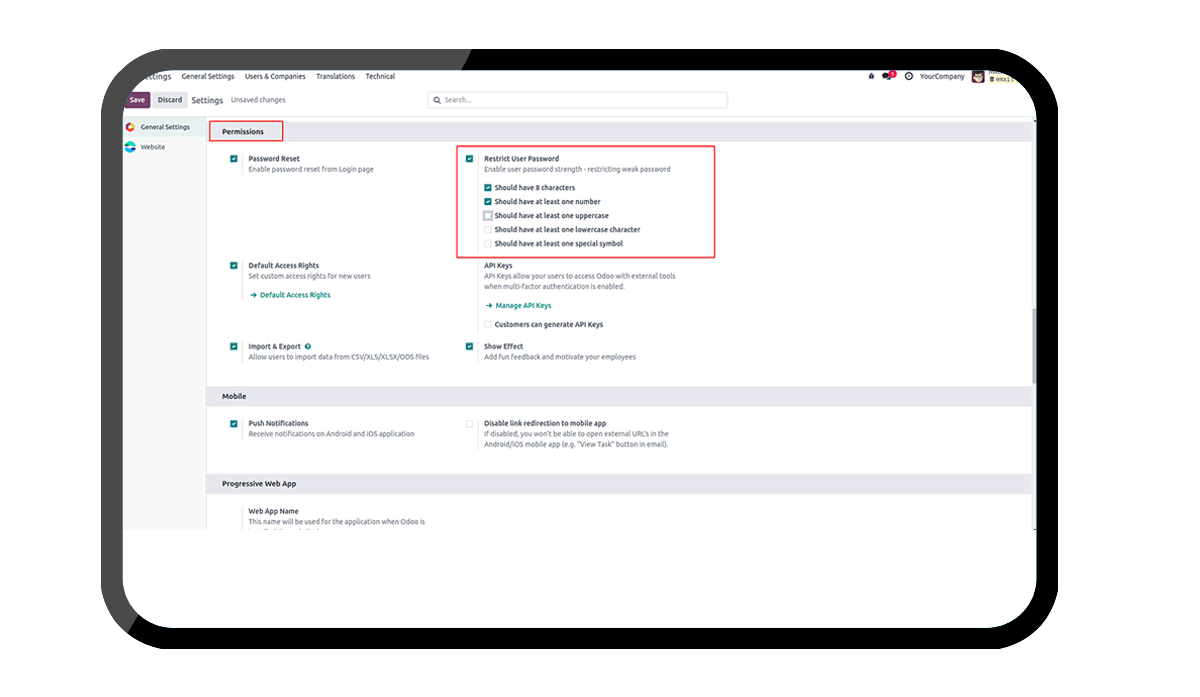 General Settings Users & Companies Translations Technical
1 YourCompany
Save Discard Settings Unsaved changes Search...
General Settings
Website
Permissions
Password Reset
Enable password reset from Login page
Restrict User Password
Enable user password strength - restricting weak password
Should have 8 characters
Should have at least one number
Should have at least one uppercase
Should have at least one lowercase character
Should have at least one special symbol
Default Access Rights
Set custom access rights for new users
→ Default Access Rights
API Keys
API Keys allow your users to access Odoo with external tools
when multi-factor authentication is enabled.
→ Manage API Keys
Customers can generate API Keys
Import & Export ?
Allow users to import data from CSV/XLS/XLSX/ODS files
Show Effect
Add fun feedback and motivate your employees
Mobile
Push Notifications
Receive notifications on Android and iOS application
Disable link redirection to mobile app
If disabled, you won't be able to open external URL's in the
Android/iOS mobile app (e.g. "View Task" button in email).
Progressive Web App
Web App Name
This name will be used for the application when Odoo is